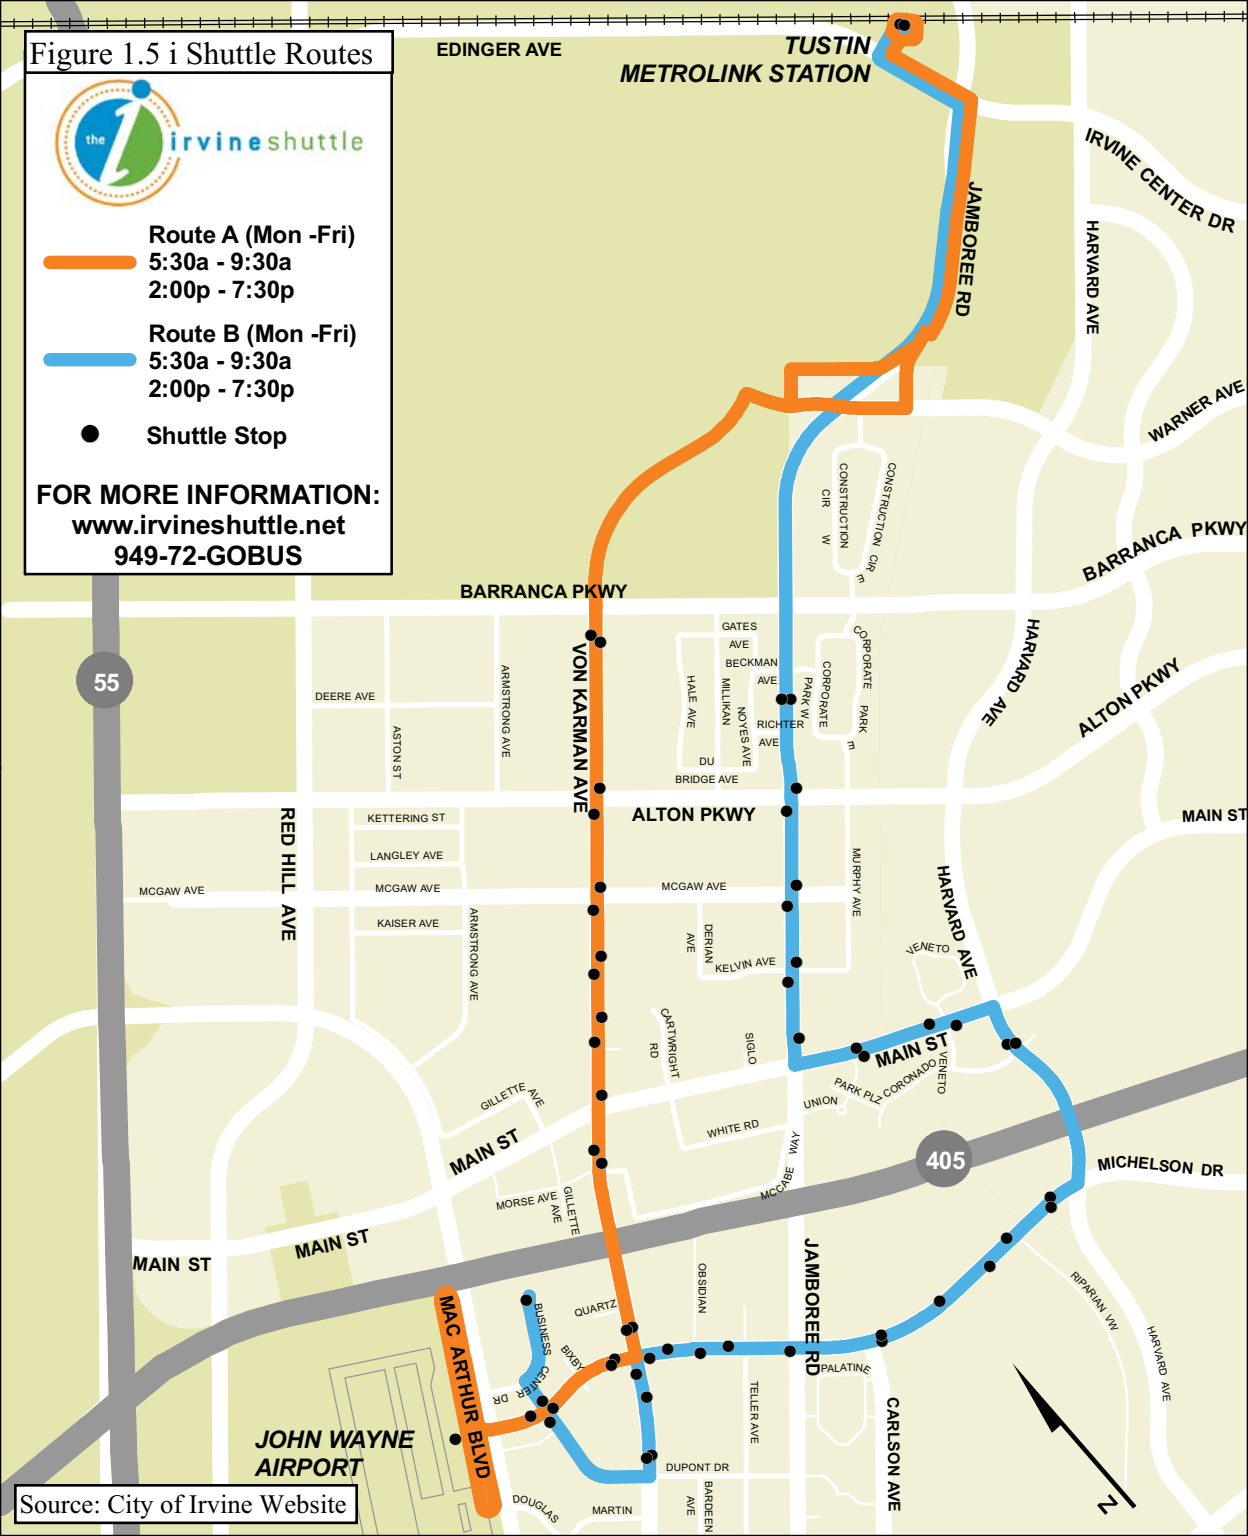 Figure 1.5 i Shuttle Routes
the i irvineshuttle
Route A (Mon -Fri)
5:30a - 9:30a
2:00p - 7:30p
Route B (Mon -Fri)
5:30a - 9:30a
2:00p - 7:30p
Shuttle Stop
FOR MORE INFORMATION:
www.irvineshuttle.net
949-72-GOBUS
EDINGER AVE
TUSTIN
METROLINK STATION
IRVINE CENTER DR
JAMBOREE RD
HARVARD AVE
WARNER AVE
CONSTRUCTION
CIR W
CONSTRUCTION CIR E
BARRANCA PKWY
BARRANCA PKWY
55
VON KARMAN AVE
GATES
AVE
BECKMAN
AVE
HALE AVE
MILLIKAN
NOYES AVE
RICHTER
AVE
DU
BRIDGE AVE
PARK W
CORPORATE
CORPORATE PARK E
HARVARD AVE
ALTON PKWY
DEERE AVE
ASTON ST
ARMSTRONG AVE
RED HILL AVE
KETTERING ST
LANGLEY AVE
MCGAW AVE
MCGAW AVE
KAISER AVE
ARMSTRONG AVE
ALTON PKWY
MAIN ST
MCGAW AVE
MURPHY AVE
DERIAN
AVE
KELVIN AVE
HARVARD AVE
VENETO
CARTWRIGHT
RD
SIGLO
MAIN ST
VENETO
CORONADO
PARK PLZ
UNION
WHITE RD
GILLETTE AVE
MAIN ST
MCCABE WAY
405
MICHELSON DR
MORSE AVE
GILLETTE
AVE
MAIN ST
MAIN ST
OBSIDIAN
JAMBOREE RD
RIPARIAN VW
HARVARD AVE
QUARTZ
BIXBY
BUSINESS
CENTER DR
MAC ARTHUR BLVD
PALATINE
TELLER AVE
CARLSON AVE
JOHN WAYNE
AIRPORT
DUPONT DR
DOUGLAS
MARTIN
BARDEEN
AVE
N
Source: City of Irvine Website